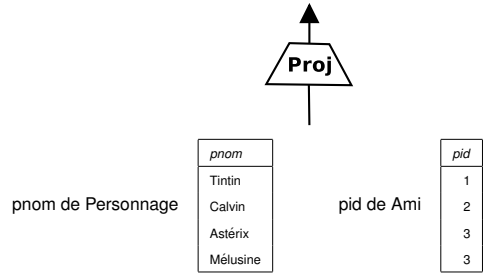 Proj
pnom
pid
Tintin
1
pnom de Personnage
Calvin
pid de Ami
2
Astérix
3
Mélusine
3